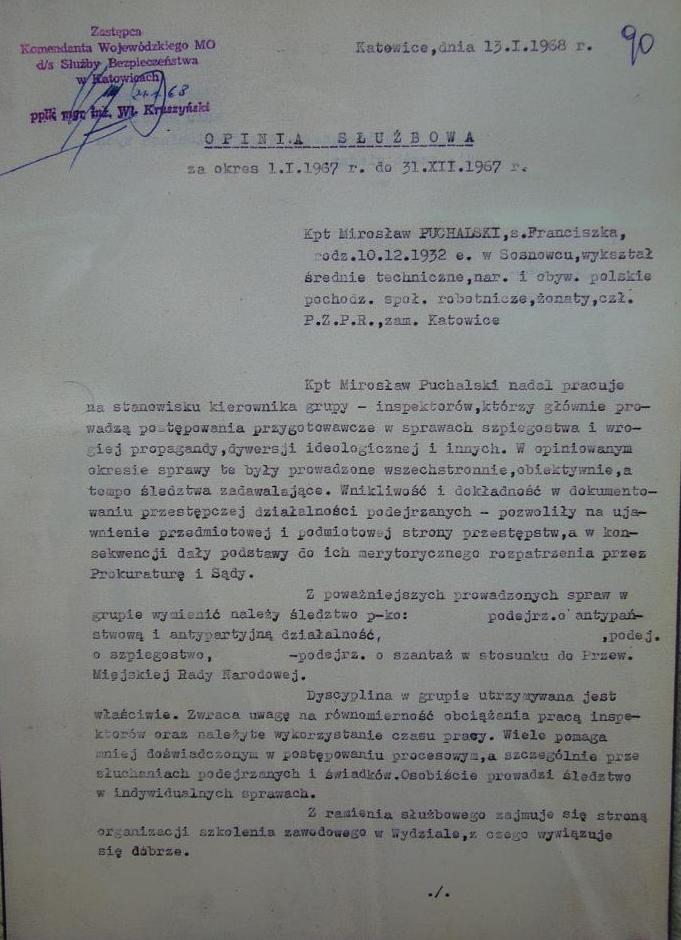 Zastępca
Komendanta Wojewódzkiego MO
d/s Służby Bezpieczeństwa
w Katowicach
68
ppłk mgr inż. Wł. Kruszyński
Katowice,dnia 13.I.1968 r.
90
OPINIA SŁUŻBOWA
za okres 1.I.1967 r. do 31.XII.1967 r.
Kpt Mirosław PUCHALSKI,s.Franciszka,
rodz.10.12.1932 e. w Sosnowcu,wykształ
średnie techniczne,nar. i obyw. polskie
pochodz. społ. robotnicze,żonaty,czł.
P.Z.P.R.,zam. Katowice
Kpt Mirosław Puchalski nadal pracuje
na stanowisku kierownika grupy - inspektorów,którzy głównie pro-
wadzą postępowania przygotowawcze w sprawach szpiegostwa i wro-
giej propagandy,dywersji ideologicznej i innych. W opiniowanym
okresie sprawy te były prowadzone wszechstronnie,obiektywnie,a
tempo śledztwa zadawalające. Wnikliwość i dokładność w dokumento-
waniu przestępczej działalności podejrzanych - pozwoliły na uja-
wnienie przedmiotowej i podmiotowej strony przestępstw,a w kon-
sekwencji dały podstawy do ich merytorycznego rozpatrzenia przez
Prokuraturę i Sądy.
Z poważniejszych prowadzonych spraw w
grupie wymienić należy śledztwo p-ko: podejrz.o antypań-
stwową i antypartyjną działalność, ,podej.
o szpiegostwo, -podejrz. o szantaż w stosunku do Przew.
Miejskiej Rady Narodowej.
Dyscyplina w grupie utrzymywana jest
właściwie. Zwraca uwagę na równomierność obciążania pracą inspe-
ktorów oraz należyte wykorzystanie czasu pracy. Wiele pomaga
mniej doświadczonym w postępowaniu procesowym,a szczególnie prze
słuchaniach podejrzanych i świadków.Osobiście prowadzi śledztwo
w indywidualnych sprawach.
Z ramienia służbowego zajmuje się stroną
organizacji szkolenia zawodowego w Wydziale,z czego wywiązuje
się dobrze.
./.